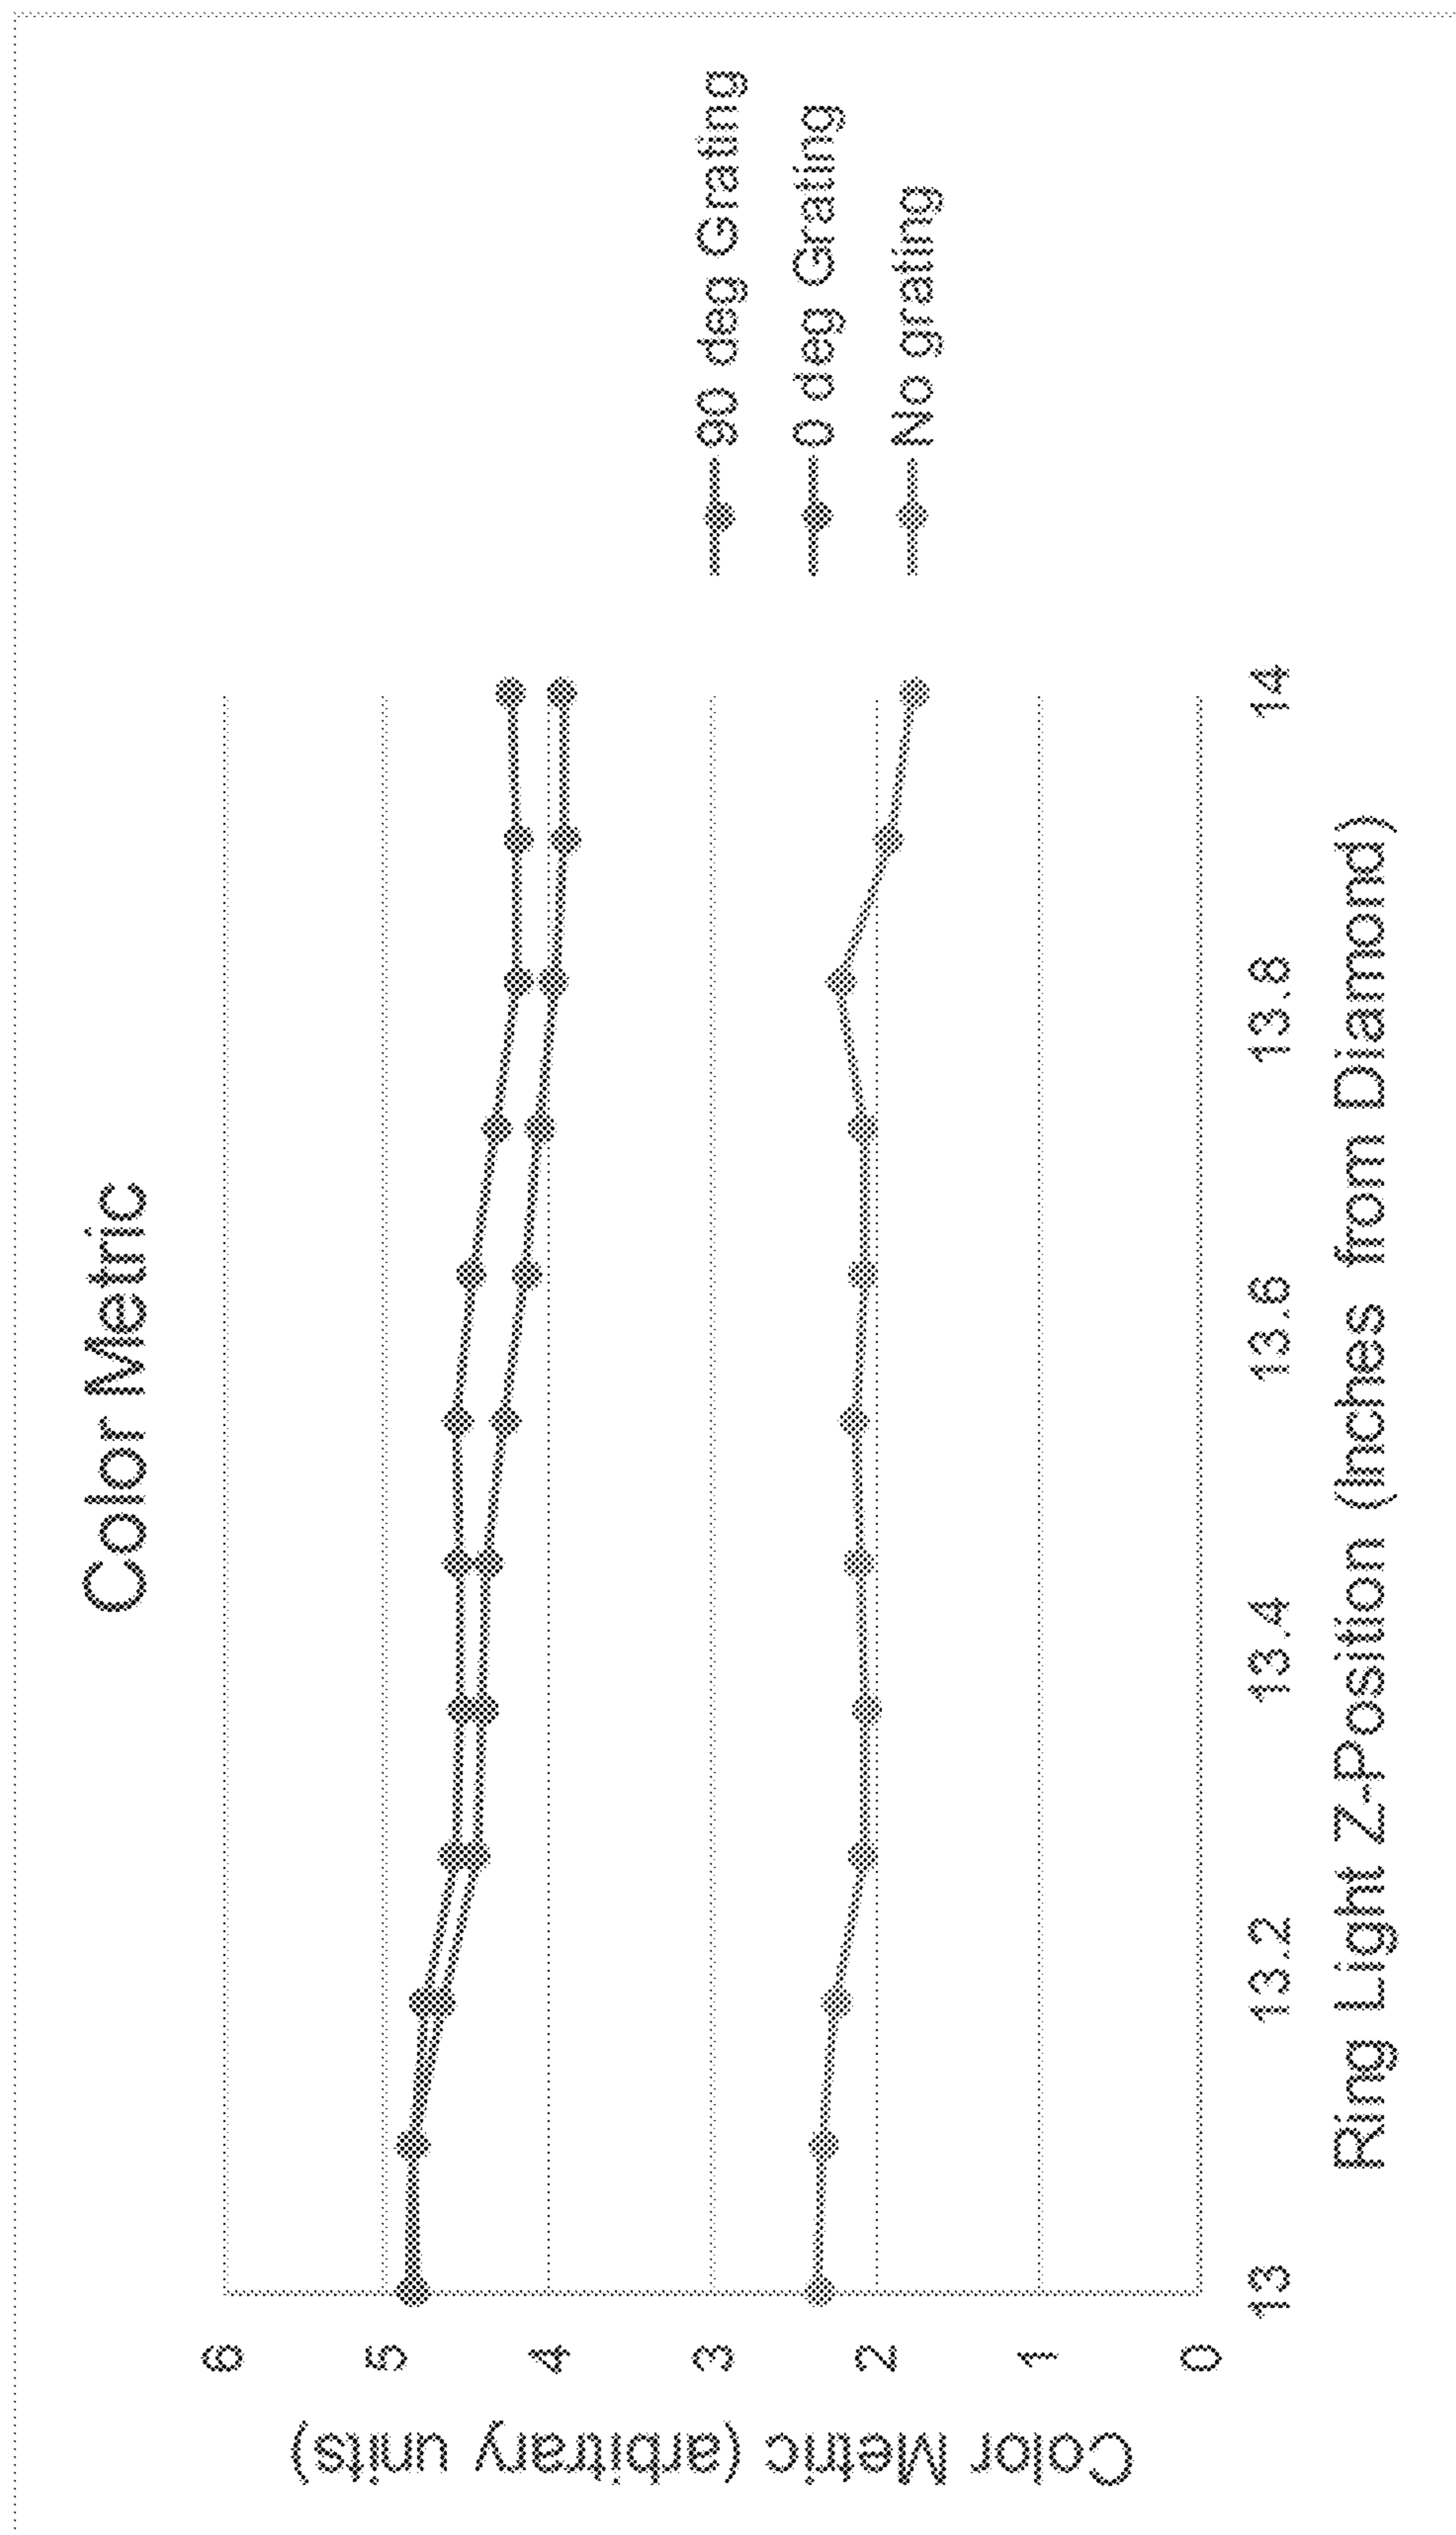 Color Metric
Color Metric (arbitrary units)
6
5
4
3
2
1
0
13
13.2
13.4
13.6
13.8
14
Ring Light Z-Position (Inches from Diamond)
90 deg Grating
0 deg Grating
No grating